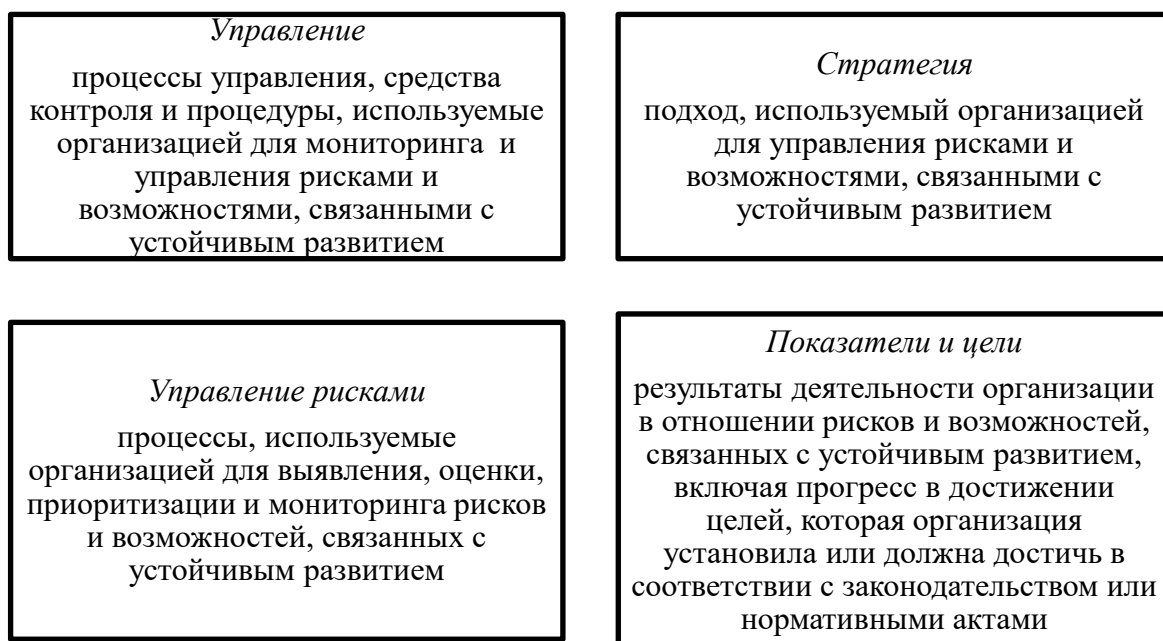 Управление
процессы управления, средства
контроля и процедуры, используемые
организацией для мониторинга и
управления рисками и
возможностями, связанными с
устойчивым развитием
Стратегия
подход, используемый организацией
для управления рисками и
возможностями, связанными с
устойчивым развитием
Управление рисками
процессы, используемые
организацией для выявления, оценки,
приоритизации и мониторинга рисков
и возможностей, связанных с
устойчивым развитием
Показатели и цели
результаты деятельности организации
в отношении рисков и возможностей,
связанных с устойчивым развитием,
включая прогресс в достижении
целей, которая организация
установила или должна достичь в
соответствии с законодательством или
нормативными актами